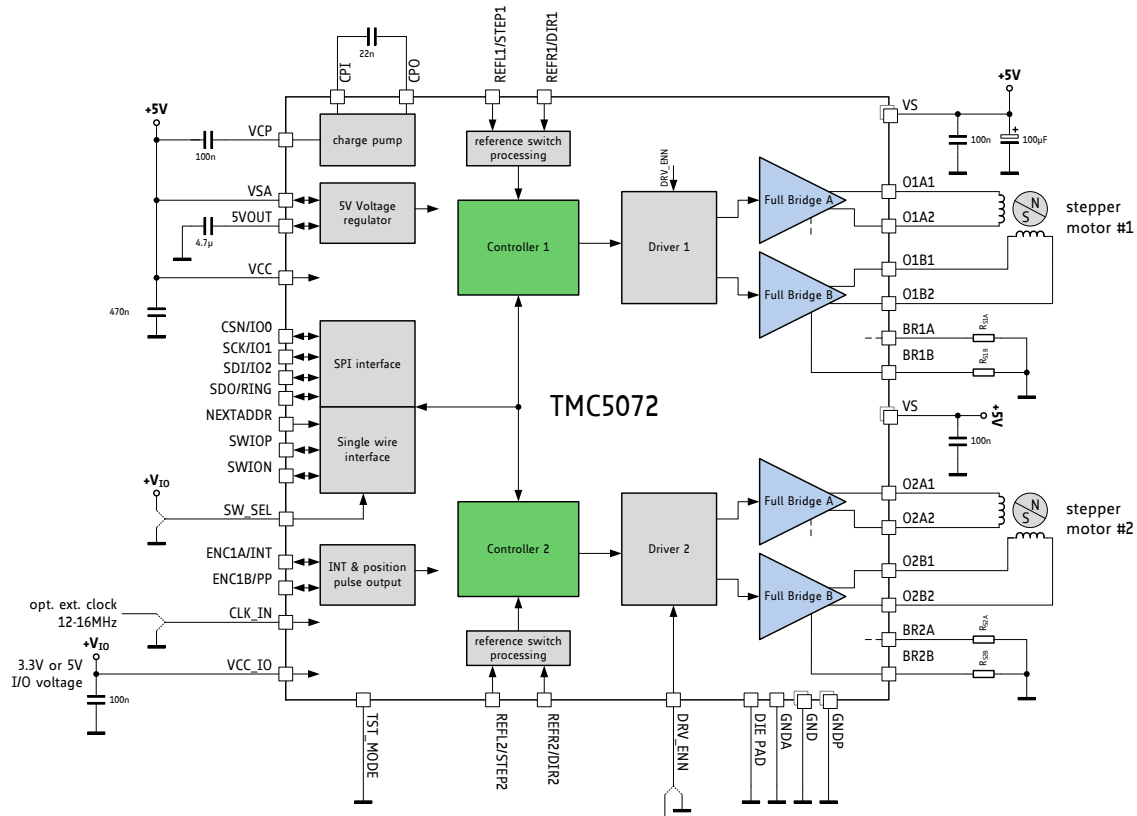 22n
CPI
CPO
REFL1/STEP1
REFR1/DIR1
+5V
VCP
100n
charge pump
reference switch
processing
VS
+5V
100n
+
100µF
VSA
5VOUT
4.7µ
5V Voltage
regulator
Controller 1
DRV_ENN
Driver 1
Full Bridge A
Full Bridge B
O1A1
O1A2
O1B1
O1B2
N
S
stepper
motor #1
VCC
470n
BR1A
BR1B
RS1A
RS1B
CSN/IO0
SCK/IO1
SDI/IO2
SDO/RING
SPI interface
NEXTADDR
SWIOP
SWION
Single wire
interface
TMC5072
VS
+5V
100n
+VIO
SW_SEL
ENC1A/INT
ENC1B/PP
INT & position
pulse output
Controller 2
Driver 2
Full Bridge A
Full Bridge B
O2A1
O2A2
O2B1
O2B2
N
S
stepper
motor #2
opt. ext. clock
12-16MHz
CLK_IN
+VIO
3.3V or 5V
I/O voltage
VCC_IO
100n
reference switch
processing
BR2A
BR2B
RS2A
RS2B
TST_MODE
REFL2/STEP2
REFR2/DIR2
DRV_ENN
DIE PAD
GNDA
GND
GNDP